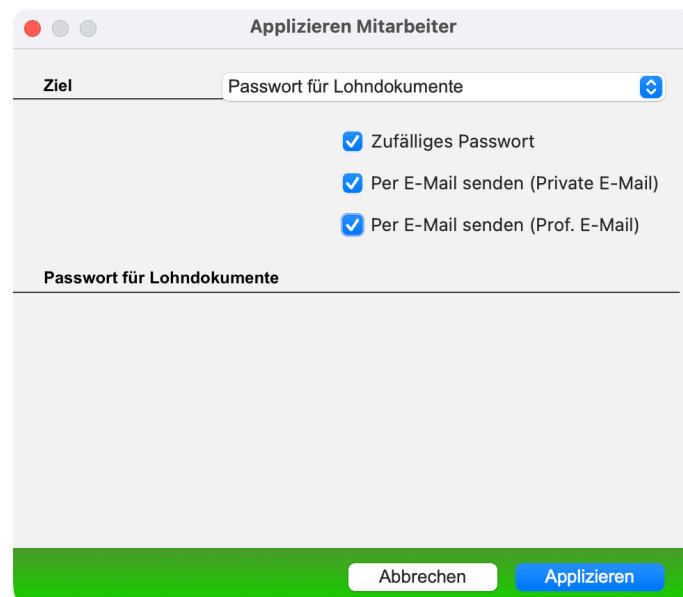 Applizieren Mitarbeiter
Ziel
Passwort für Lohndokumente
Zufälliges Passwort
Per E-Mail senden (Private E-Mail)
Per E-Mail senden (Prof. E-Mail)
Passwort für Lohndokumente
Abbrechen
Applizieren